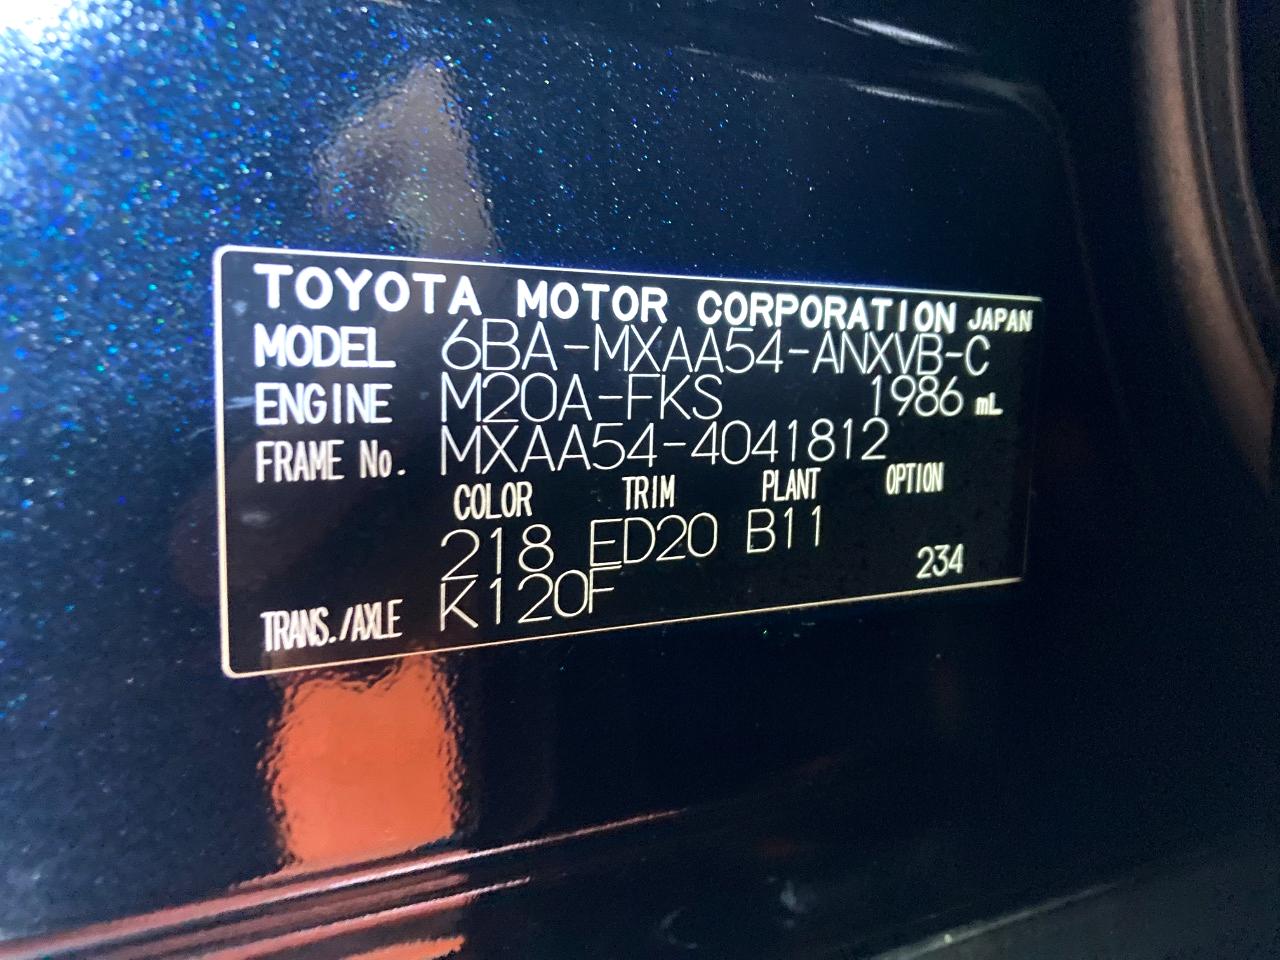 TOYOTA MOTOR CORPORATION JAPAN
MODEL 6BA-MXAA54-ANXVB-C
ENGINE M20A-FKS 1986 mL
FRAME No. MXAA54-4041812
COLOR TRIM PLANT OPTION
218 ED20 B11 234
TRANS./AXLE K120F